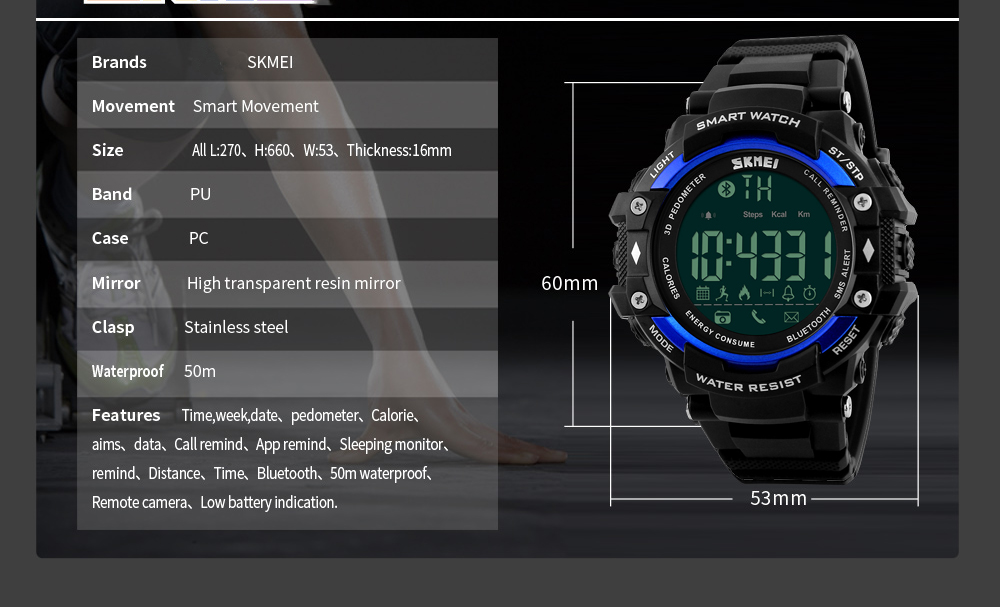 Brands SKMEI
Movement Smart Movement
Size All L:270、H:660、W:53、Thickness:16mm
Band PU
Case PC
Mirror High transparent resin mirror
Clasp Stainless steel
Waterproof 50m
Features Time,week,date、pedometer、Calorie、
aims、data、Call remind、App remind、Sleeping monitor、
remind、Distance、Time、Bluetooth、50m waterproof、
Remote camera、Low battery indication.
60mm
53mm
SMART WATCH
LIGHT
ST/STP
SKMEI
3D PEDOMETER
CALL REMINDER
TH
Steps Kcal Km
10:4331
CALORIES
SMS ALERT
ENERGY CONSUME
BLUETOOTH
MODE
RESET
WATER RESIST